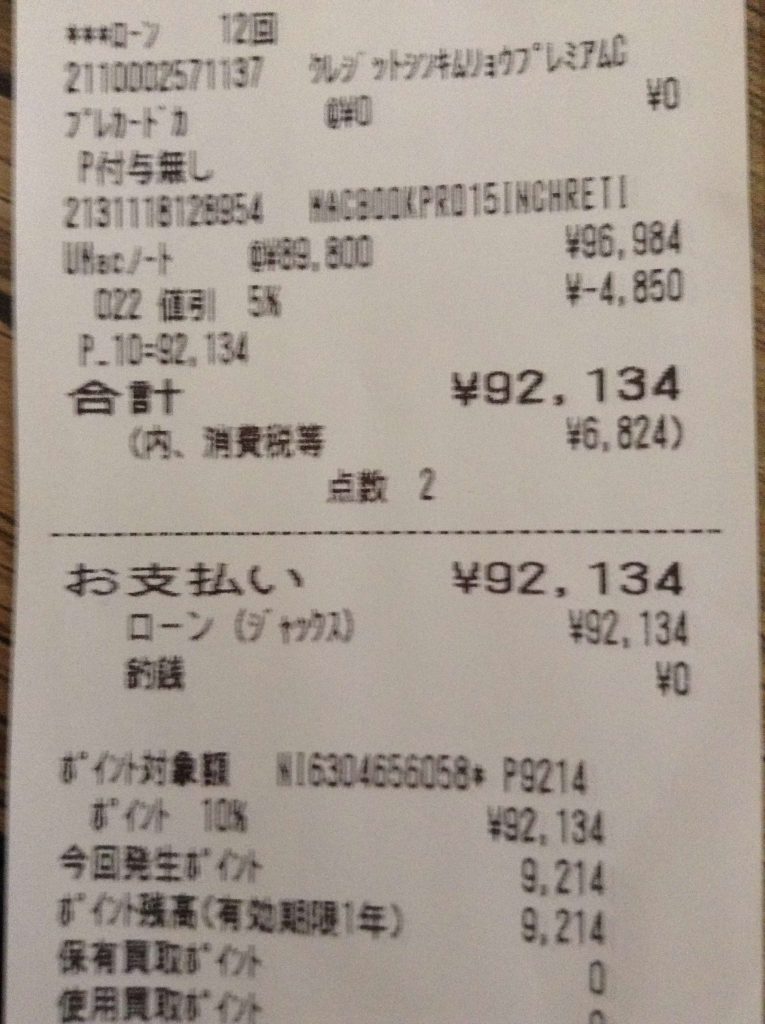 ***ローン 12回
2110002571137 クレジットシンキムリョウプレミアムC
プレカードカ @¥0 ¥0
P付与無し
2131118128954 MACBOOKPRO15INCHRETI
UMacノート @¥89,800 ¥96,984
022 値引 5% ¥-4,850
P_10=92,134
合計 ¥92,134
(内、消費税等 ¥6,824)
点数 2
お支払い ¥92,134
ローン(ジャックス) ¥92,134
釣銭 ¥0
ポイント対象額 NI6304656058* P9214
ポイント 10% ¥92,134
今回発生ポイント 9,214
ポイント残高(有効期限1年) 9,214
保有買取ポイント 0
使用買取ポイント 0